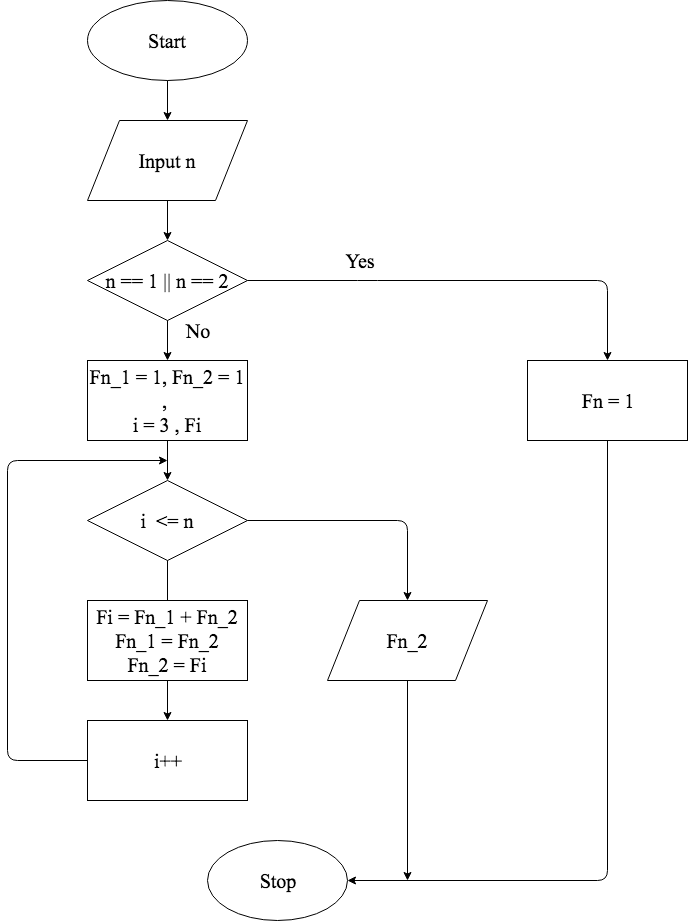 Start
Input n
n == 1 || n == 2
Yes
No
Fn_1 = 1, Fn_2 = 1
,
i = 3 , Fi
Fn = 1
i <= n
Fi = Fn_1 + Fn_2
Fn_1 = Fn_2
Fn_2 = Fi
Fn_2
i++
Stop